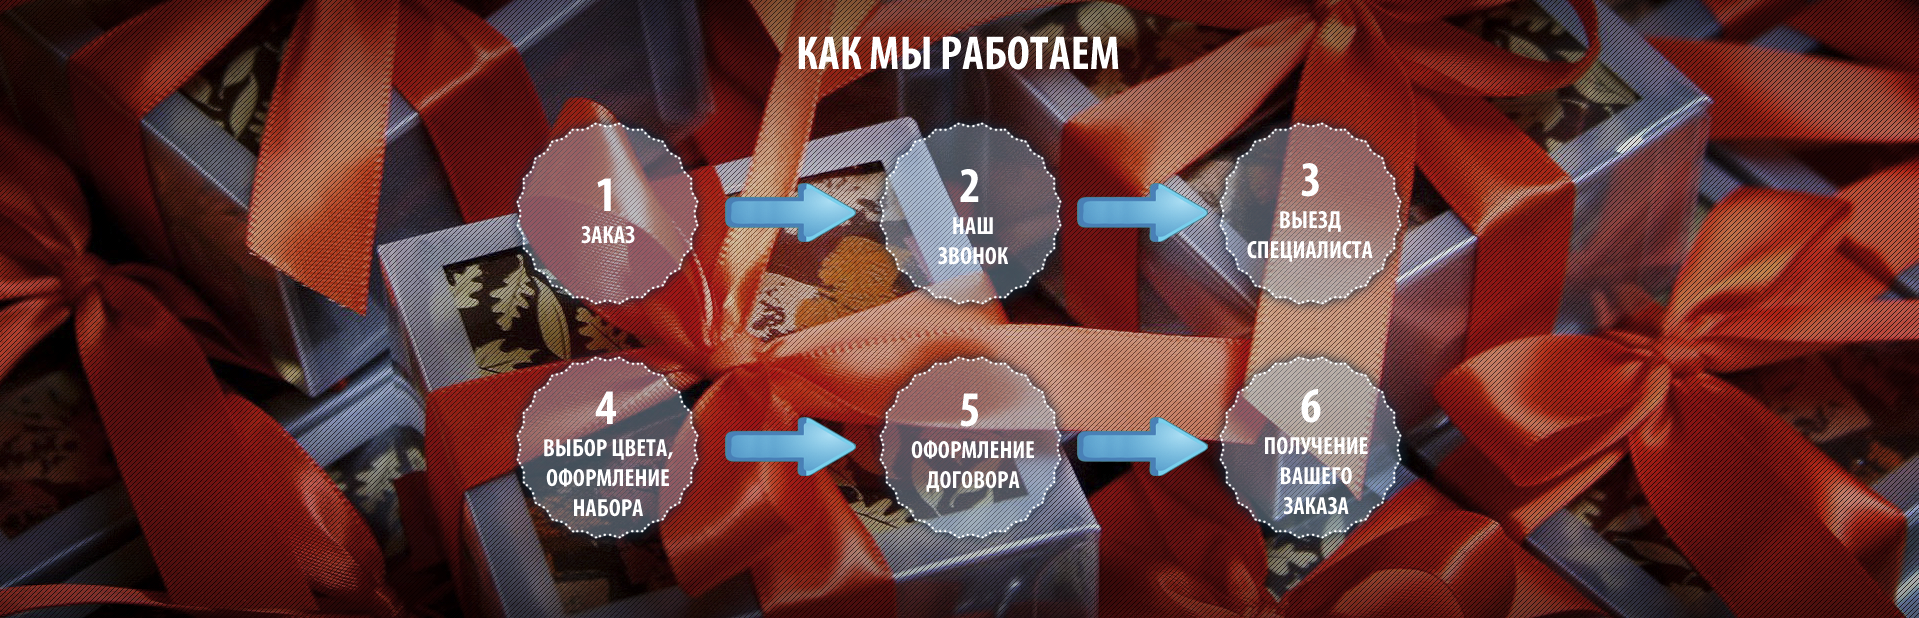 КАК МЫ РАБОТАЕМ
1
ЗАКАЗ
2
НАШ
ЗВОНОК
3
ВЫЕЗД
СПЕЦИАЛИСТА
4
ВЫБОР ЦВЕТА,
ОФОРМЛЕНИЕ
НАБОРА
5
ОФОРМЛЕНИЕ
ДОГОВОРА
6
ПОЛУЧЕНИЕ
ВАШЕГО
ЗАКАЗА